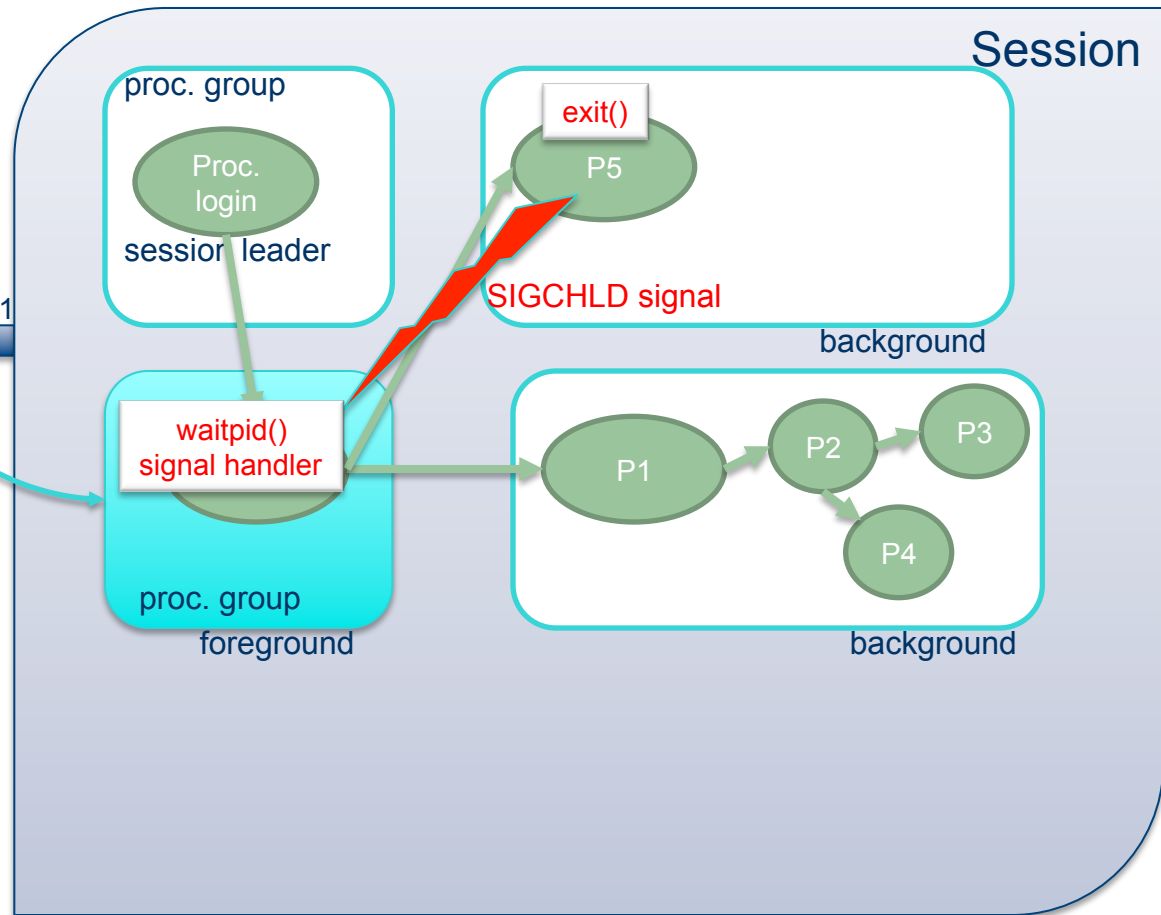 Session
proc. group
Proc.
login
session leader
exit()
P5
SIGCHLD signal
background
1
waitpid()
signal handler
proc. group
foreground
P1
P2
P3
P4
background